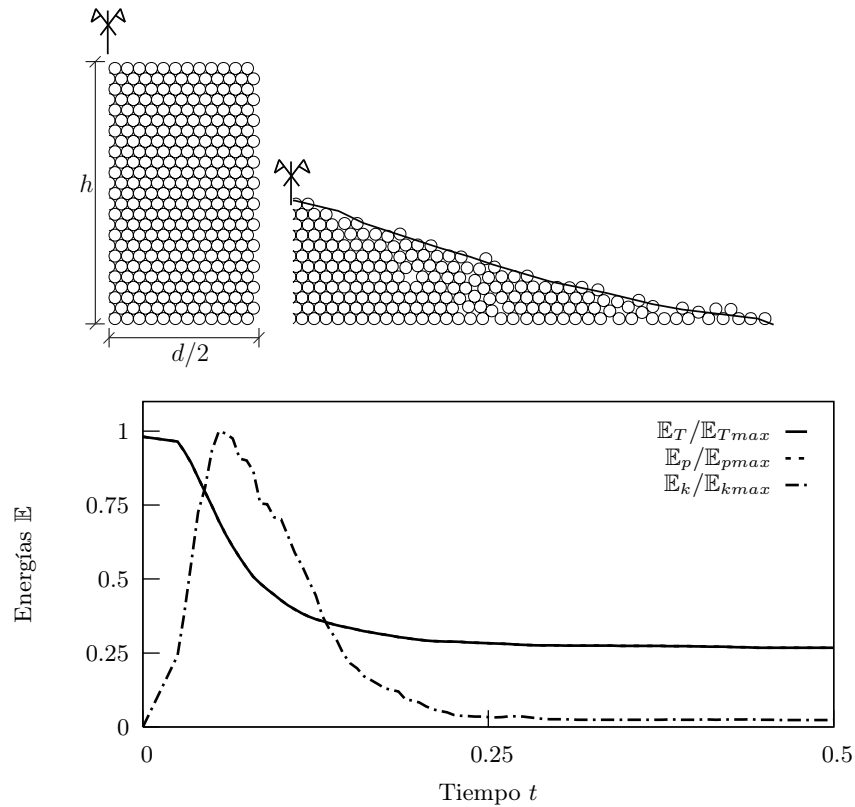 h
d/2
𝔼_T/𝔼_Tmax
𝔼_p/𝔼_pmax
𝔼_k/𝔼_kmax
1
0.75
0.5
0.25
0
Energías 𝔼
0 0.25 0.5
Tiempo t